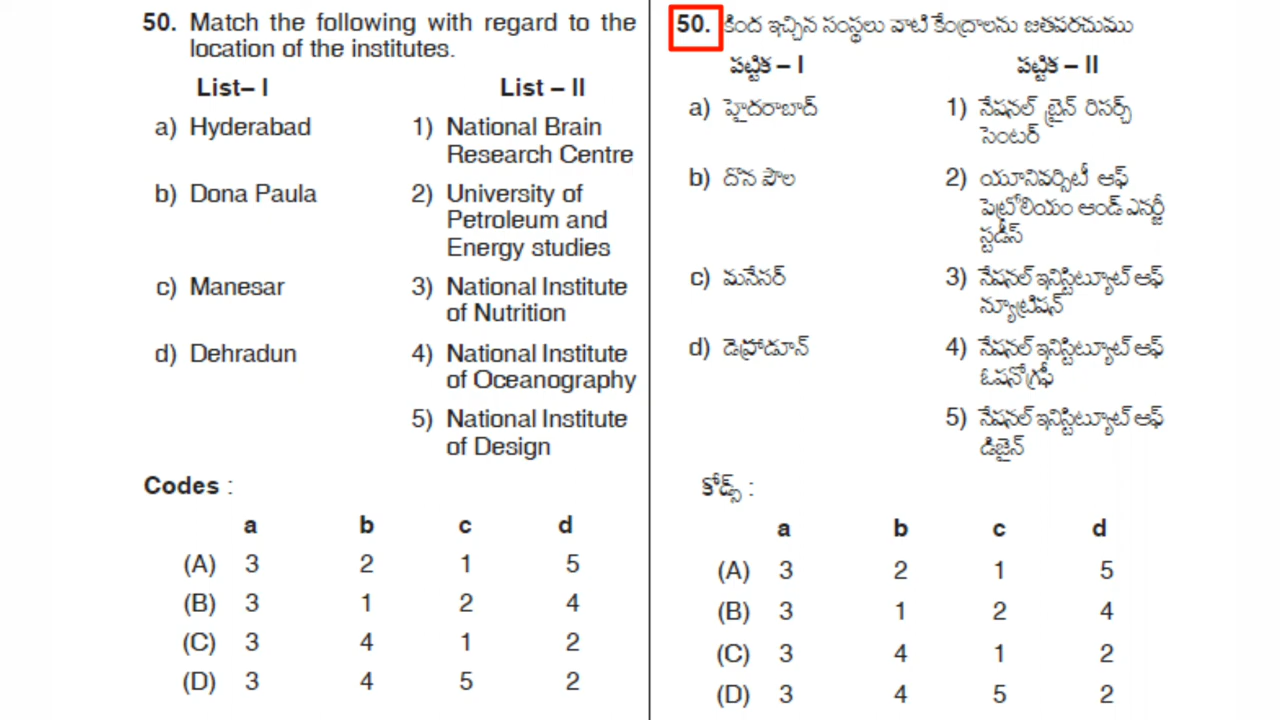 50. Match the following with regard to the
location of the institutes.
List– I List – II
a) Hyderabad 1) National Brain
Research Centre
b) Dona Paula 2) University of
Petroleum and
Energy studies
c) Manesar 3) National Institute
of Nutrition
d) Dehradun 4) National Institute
of Oceanography
5) National Institute
of Design
Codes :
a b c d
(A) 3 2 1 5
(B) 3 1 2 4
(C) 3 4 1 2
(D) 3 4 5 2
50. కింద ఇచ్చిన సంస్థలు వాటి కేంద్రాలను జతపరచుము
పట్టిక – I పట్టిక – II
a) హైదరాబాద్ 1) నేషనల్ బ్రైన్ రిసర్చ్
సెంటర్
b) దొన పౌల 2) యూనివర్సిటీ ఆఫ్
పెట్రోలియం ఆండ్ ఎనర్జీ
స్టడీస్
c) మనేసర్ 3) నేషనల్ ఇనిస్టిట్యూట్ ఆఫ్
న్యూట్రిషన్
d) డెహ్రాడూన్ 4) నేషనల్ ఇనిస్టిట్యూట్ ఆఫ్
ఓషనోగ్రఫీ
5) నేషనల్ ఇనిస్టిట్యూట్ ఆఫ్
డిజైన్
కోడ్స్ :
a b c d
(A) 3 2 1 5
(B) 3 1 2 4
(C) 3 4 1 2
(D) 3 4 5 2